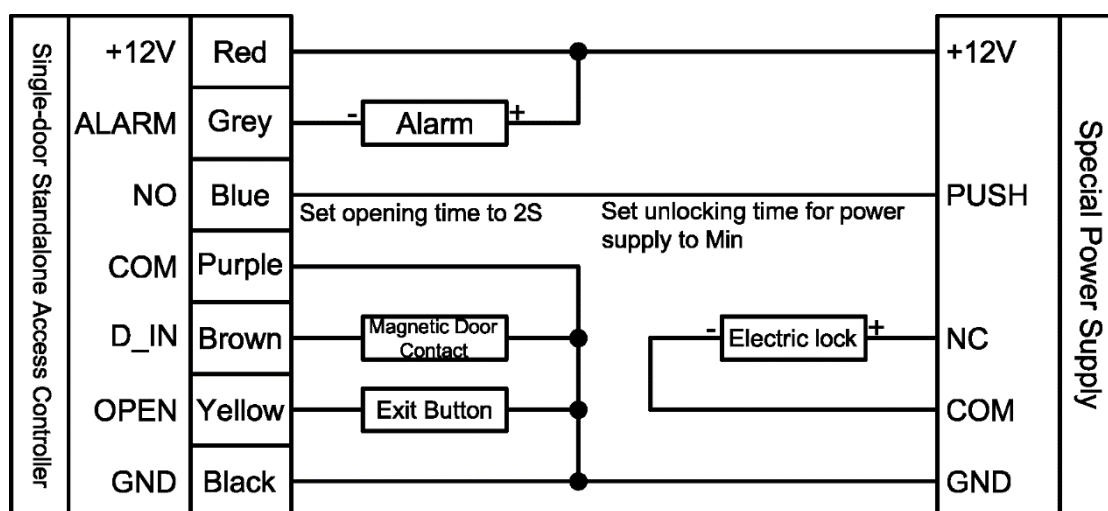 Single-door Standalone Access Controller
+12V Red +12V
ALARM Grey - Alarm +
NO Blue PUSH
Set opening time to 2S
Set unlocking time for power
supply to Min
COM Purple
D_IN Brown Magnetic Door
Contact
- Electric lock + NC
OPEN Yellow Exit Button COM
GND Black GND
Special Power Supply